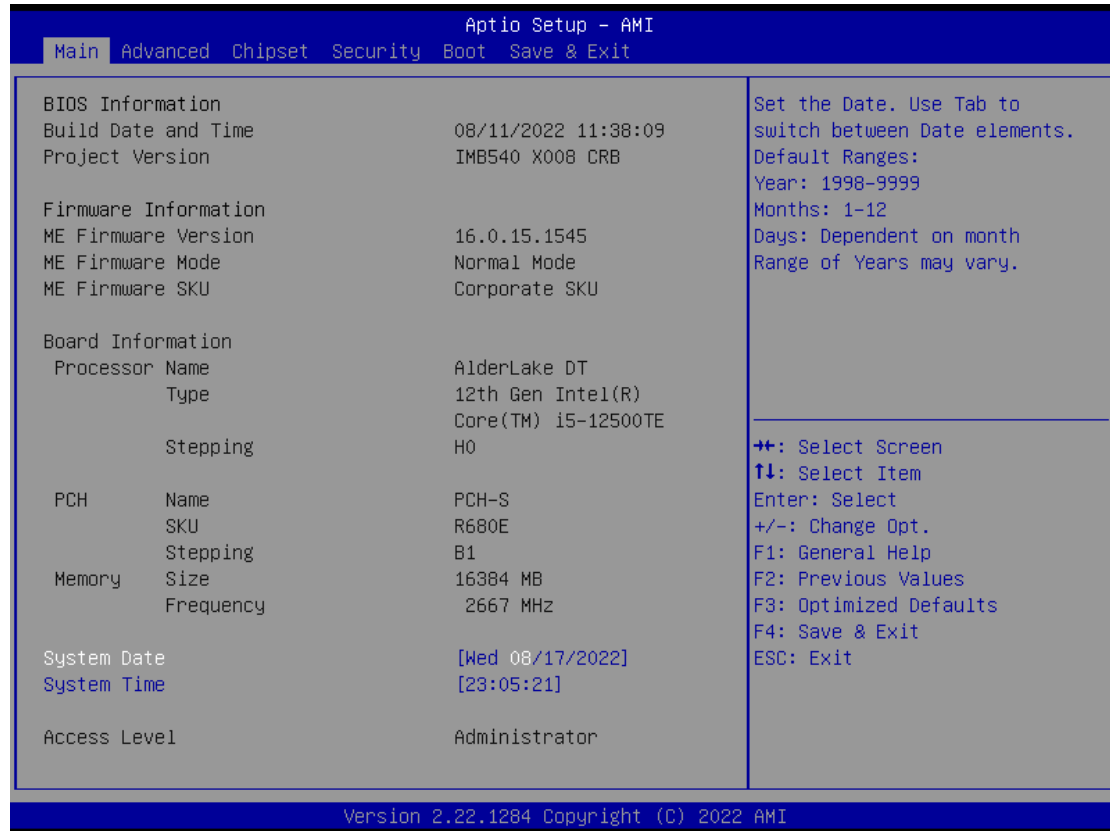 Aptio Setup – AMI
Main Advanced Chipset Security Boot Save & Exit
BIOS Information
Build Date and Time 08/11/2022 11:38:09
Project Version IMB540 X008 CRB
Firmware Information
ME Firmware Version 16.0.15.1545
ME Firmware Mode Normal Mode
ME Firmware SKU Corporate SKU
Board Information
Processor Name AlderLake DT
Type 12th Gen Intel(R)
Core(TM) i5-12500TE
Stepping H0
PCH Name PCH-S
SKU R680E
Stepping B1
Memory Size 16384 MB
Frequency 2667 MHz
System Date [Wed 08/17/2022]
System Time [23:05:21]
Access Level Administrator
Set the Date. Use Tab to
switch between Date elements.
Default Ranges:
Year: 1998-9999
Months: 1-12
Days: Dependent on month
Range of Years may vary.
→←: Select Screen
↑↓: Select Item
Enter: Select
+/-: Change Opt.
F1: General Help
F2: Previous Values
F3: Optimized Defaults
F4: Save & Exit
ESC: Exit
Version 2.22.1284 Copyright (C) 2022 AMI